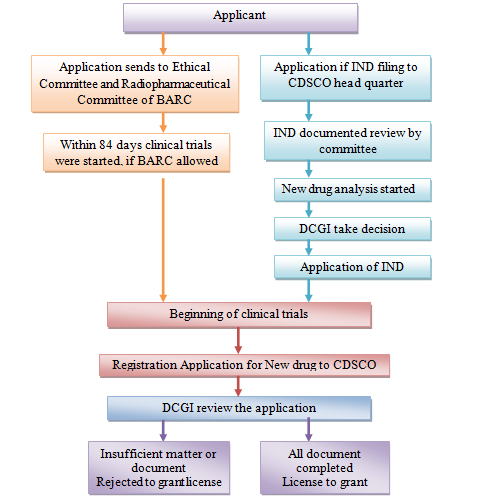 Applicant
Application sends to Ethical
Committee and Radiopharmaceutical
Committee of BARC
Within 84 days clinical trials
were started, if BARC allowed
Application if IND filing to
CDSCO head quarter
IND documented review by
committee
New drug analysis started
DCGI take decision
Application of IND
Beginning of clinical trials
Registration Application for New drug to CDSCO
DCGI review the application
Insufficient matter or
document
Rejected to grant license
All document
completed
License to grant